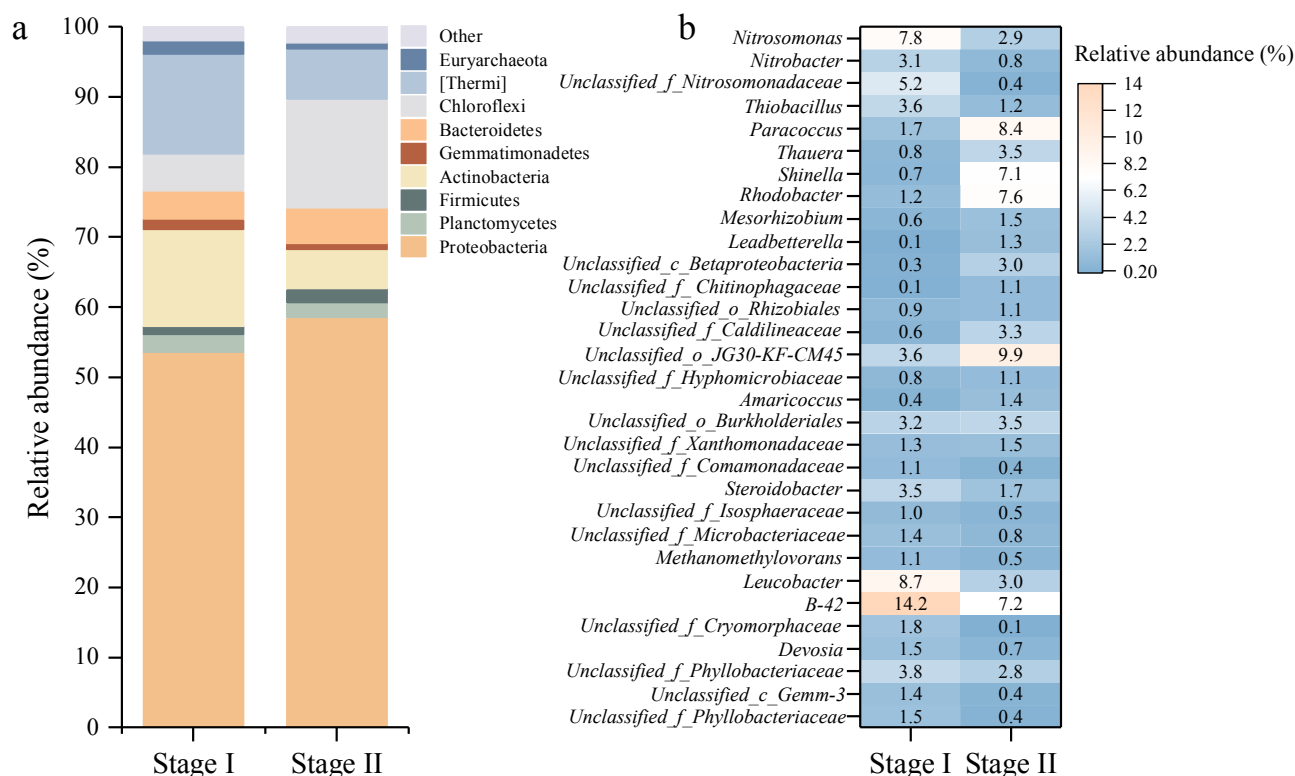 a
Relative abundance (%)
100
90
80
70
60
50
40
30
20
10
0
Stage I
Stage II
Other
Euryarchaeota
[Thermi]
Chloroflexi
Bacteroidetes
Gemmatimonadetes
Actinobacteria
Firmicutes
Planctomycetes
Proteobacteria
b
Nitrosomonas 7.8 2.9
Nitrobacter 3.1 0.8
Unclassified_f_Nitrosomonadaceae 5.2 0.4
Thiobacillus 3.6 1.2
Paracoccus 1.7 8.4
Thauera 0.8 3.5
Shinella 0.7 7.1
Rhodobacter 1.2 7.6
Mesorhizobium 0.6 1.5
Leadbetterella 0.1 1.3
Unclassified_c_Betaproteobacteria 0.3 3.0
Unclassified_f_ Chitinophagaceae 0.1 1.1
Unclassified_o_Rhizobiales 0.9 1.1
Unclassified_f_Caldilineaceae 0.6 3.3
Unclassified_o_JG30-KF-CM45 3.6 9.9
Unclassified_f_Hyphomicrobiaceae 0.8 1.1
Amaricoccus 0.4 1.4
Unclassified_o_Burkholderiales 3.2 3.5
Unclassified_f_Xanthomonadaceae 1.3 1.5
Unclassified_f_Comamonadaceae 1.1 0.4
Steroidobacter 3.5 1.7
Unclassified_f_Isosphaeraceae 1.0 0.5
Unclassified_f_Microbacteriaceae 1.4 0.8
Methanomethylovorans 1.1 0.5
Leucobacter 8.7 3.0
B-42 14.2 7.2
Unclassified_f_Cryomorphaceae 1.8 0.1
Devosia 1.5 0.7
Unclassified_f_Phyllobacteriaceae 3.8 2.8
Unclassified_c_Gemm-3 1.4 0.4
Unclassified_f_Phyllobacteriaceae 1.5 0.4
Stage I Stage II
Relative abundance (%)
14
12
10
8.2
6.2
4.2
2.2
0.20